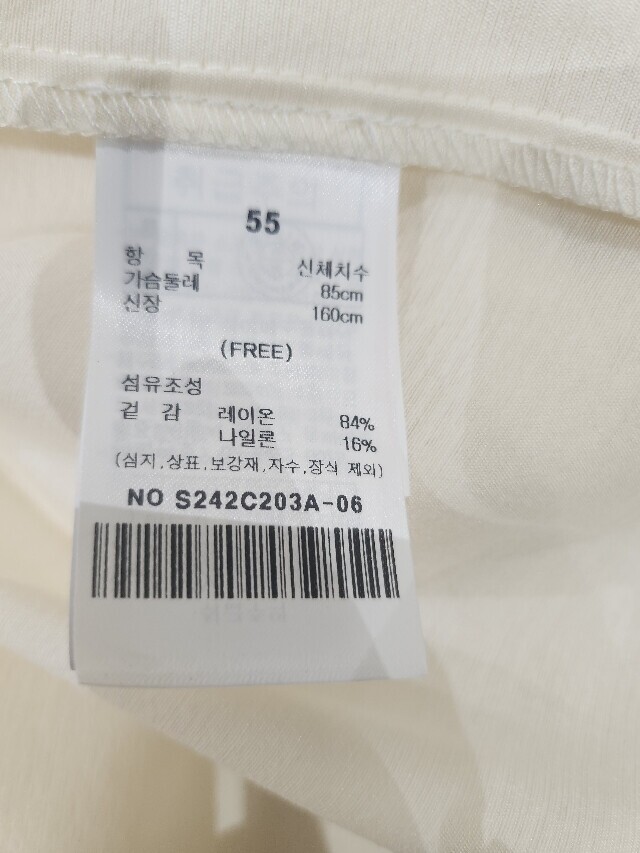 55
항 목 신체치수
가슴둘레 85cm
신장 160cm
(FREE)
섬유조성
겉 감 레이온 84%
나일론 16%
(심지,상표,보강재,자수,장식 제외)
NO S242C203A-06